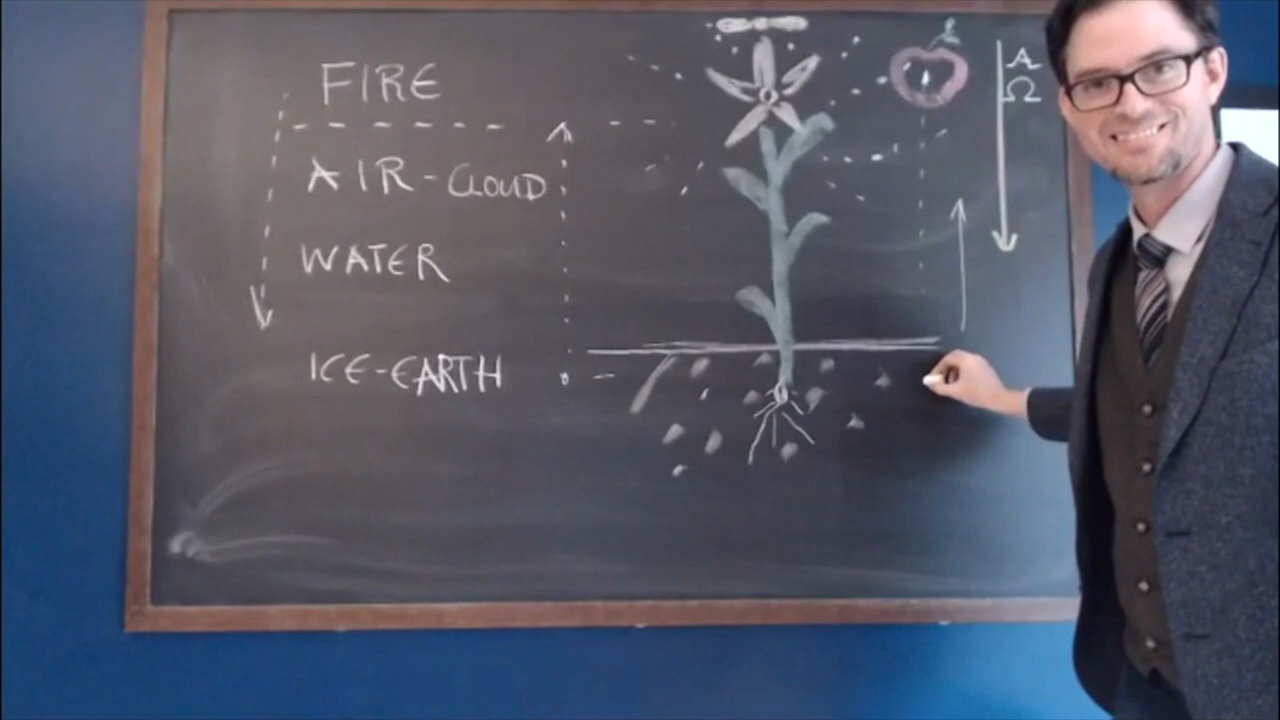 FIRE
AIR-CLOUD
WATER
ICE-EARTH
A
Ω